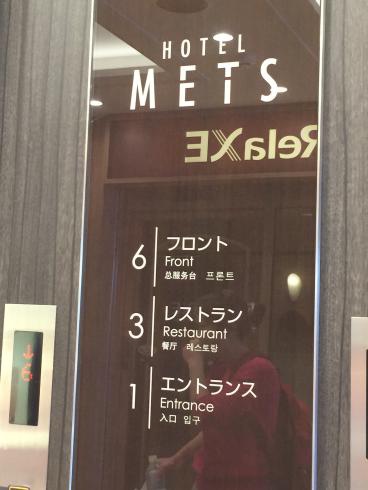 HOTEL
METS
RelaXE
6 フロント
Front
总服务台 프론트
3 レストラン
Restaurant
餐厅 레스토랑
1 エントランス
Entrance
入口 입구